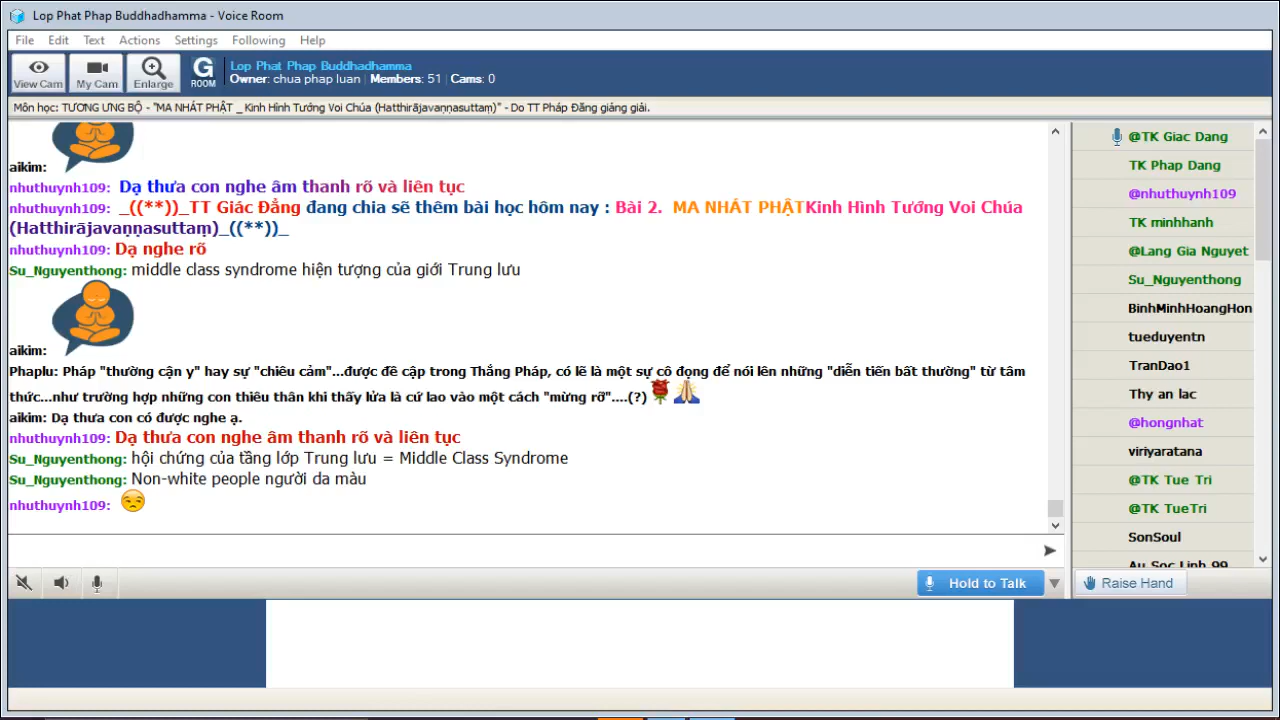 Lop Phat Phap Buddhadhamma - Voice Room
File Edit Text Actions Settings Following Help
View Cam My Cam Enlarge G ROOM
Lop Phat Phap Buddhadhamma
Owner: chua phap luan | Members: 51 | Cams: 0
Môn học: TƯƠNG ƯNG BỘ - "MA NHÁT PHẬT _ Kinh Hình Tướng Voi Chúa (Hatthirājavaṇṇasuttaṃ)" - Do TT Pháp Đăng giảng giải.
aikim:
nhuthuynh109: Dạ thưa con nghe âm thanh rõ và liên tục
nhuthuynh109: _((**))_TT Giác Đẳng đang chia sẽ thêm bài học hôm nay : Bài 2. MA NHÁT PHẬTKinh Hình Tướng Voi Chúa
(Hatthirājavaṇṇasuttaṃ)_((**))_
nhuthuynh109: Dạ nghe rõ
Su_Nguyenthong: middle class syndrome hiện tượng của giới Trung lưu
aikim:
Phaplu: Pháp "thường cận y" hay sự "chiêu cảm"...được đề cập trong Thắng Pháp, có lẽ là một sự cô đọng để nói lên những "diễn tiến bất thường" từ tâm
thức...như trường hợp những con thiêu thân khi thấy lửa là cứ lao vào một cách "mừng rỡ"....(?)
aikim: Dạ thưa con có được nghe ạ.
nhuthuynh109: Dạ thưa con nghe âm thanh rõ và liên tục
Su_Nguyenthong: hội chứng của tầng lớp Trung lưu = Middle Class Syndrome
Su_Nguyenthong: Non-white people người da màu
nhuthuynh109:
Hold to Talk
@TK Giac Dang
TK Phap Dang
@nhuthuynh109
TK minhhanh
@Lang Gia Nguyet
Su_Nguyenthong
BinhMinhHoangHon
tueduyentn
TranDao1
Thy an lac
@hongnhat
viriyaratana
@TK Tue Tri
@TK TueTri
SonSoul
Au Soc Linh 99
Raise Hand